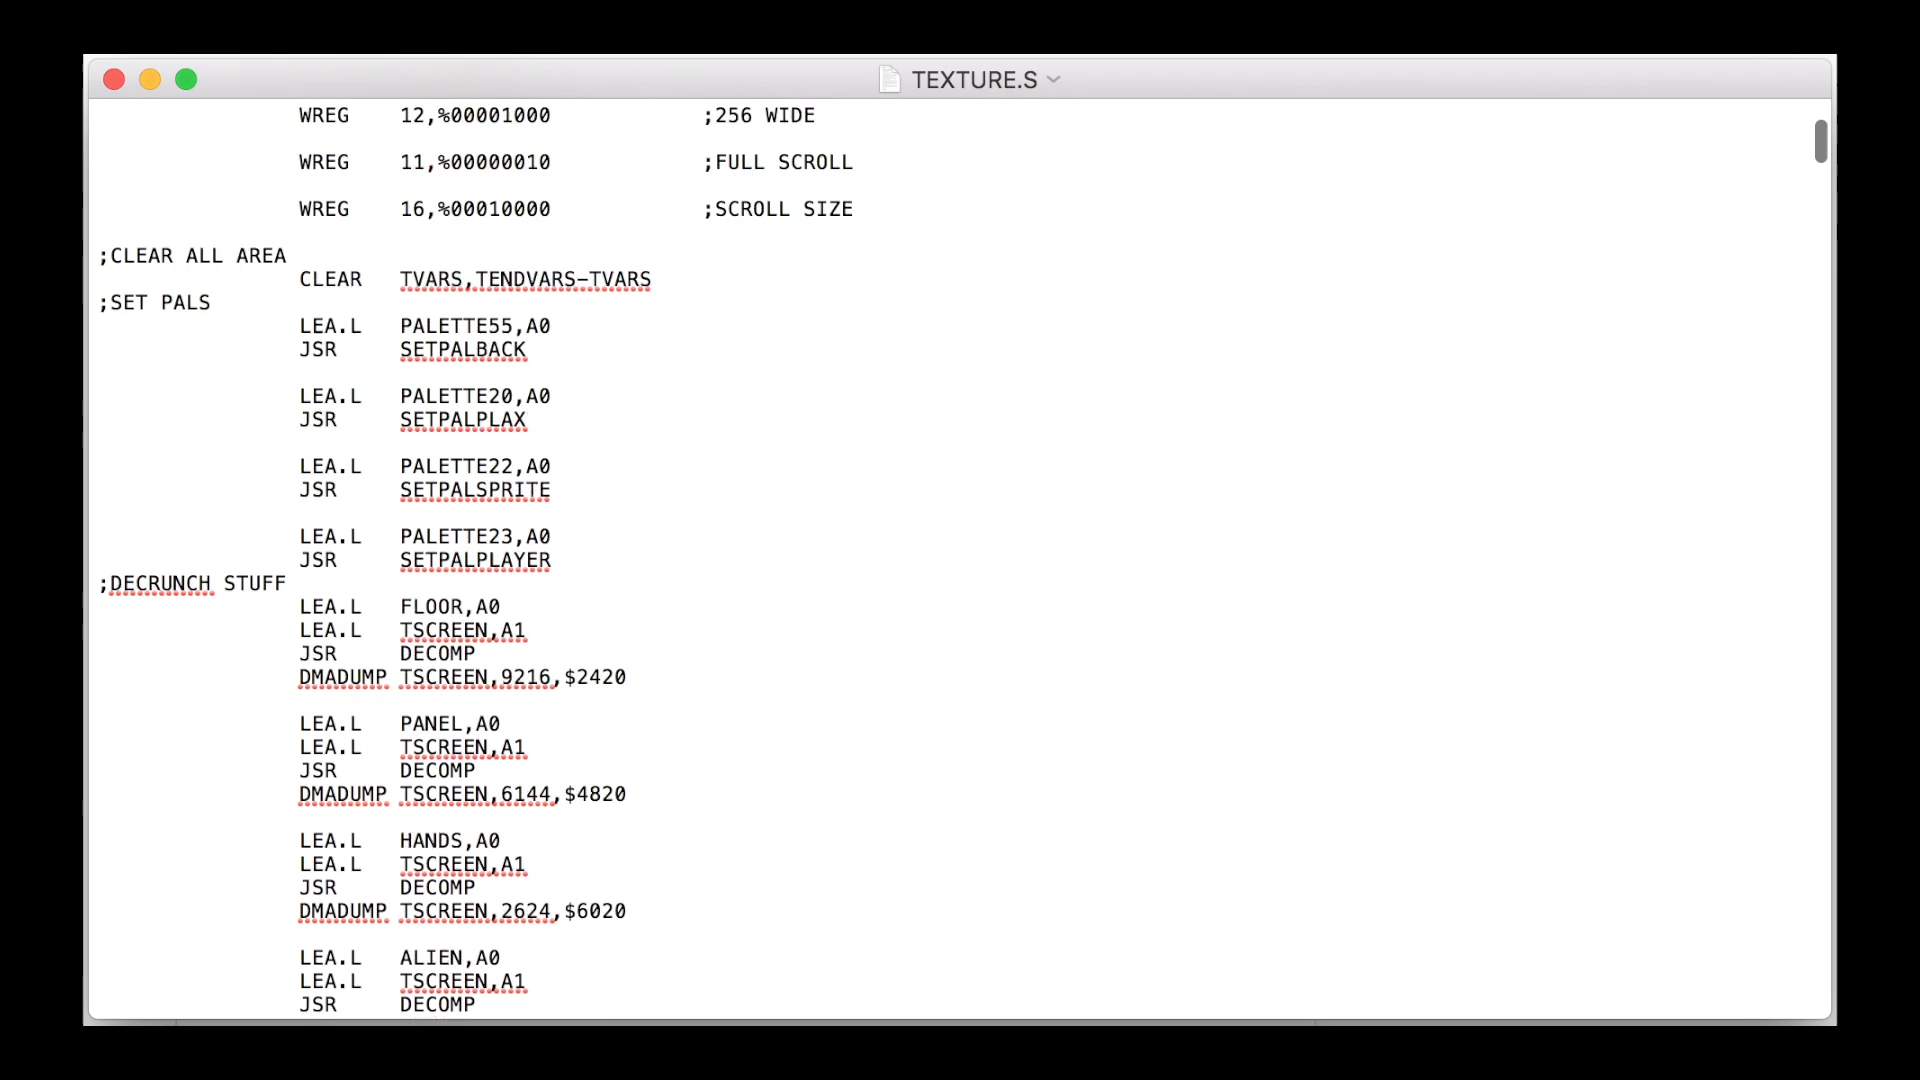 TEXTURE.S
WREG 12,%00001000 ;256 WIDE
WREG 11,%00000010 ;FULL SCROLL
WREG 16,%00010000 ;SCROLL SIZE
;CLEAR ALL AREA
CLEAR TVARS,TENDVARS-TVARS
;SET PALS
LEA.L PALETTE55,A0
JSR SETPALBACK
LEA.L PALETTE20,A0
JSR SETPALPLAX
LEA.L PALETTE22,A0
JSR SETPALSPRITE
LEA.L PALETTE23,A0
JSR SETPALPLAYER
;DECRUNCH STUFF
LEA.L FLOOR,A0
LEA.L TSCREEN,A1
JSR DECOMP
DMADUMP TSCREEN,9216,$2420
LEA.L PANEL,A0
LEA.L TSCREEN,A1
JSR DECOMP
DMADUMP TSCREEN,6144,$4820
LEA.L HANDS,A0
LEA.L TSCREEN,A1
JSR DECOMP
DMADUMP TSCREEN,2624,$6020
LEA.L ALIEN,A0
LEA.L TSCREEN,A1
JSR DECOMP